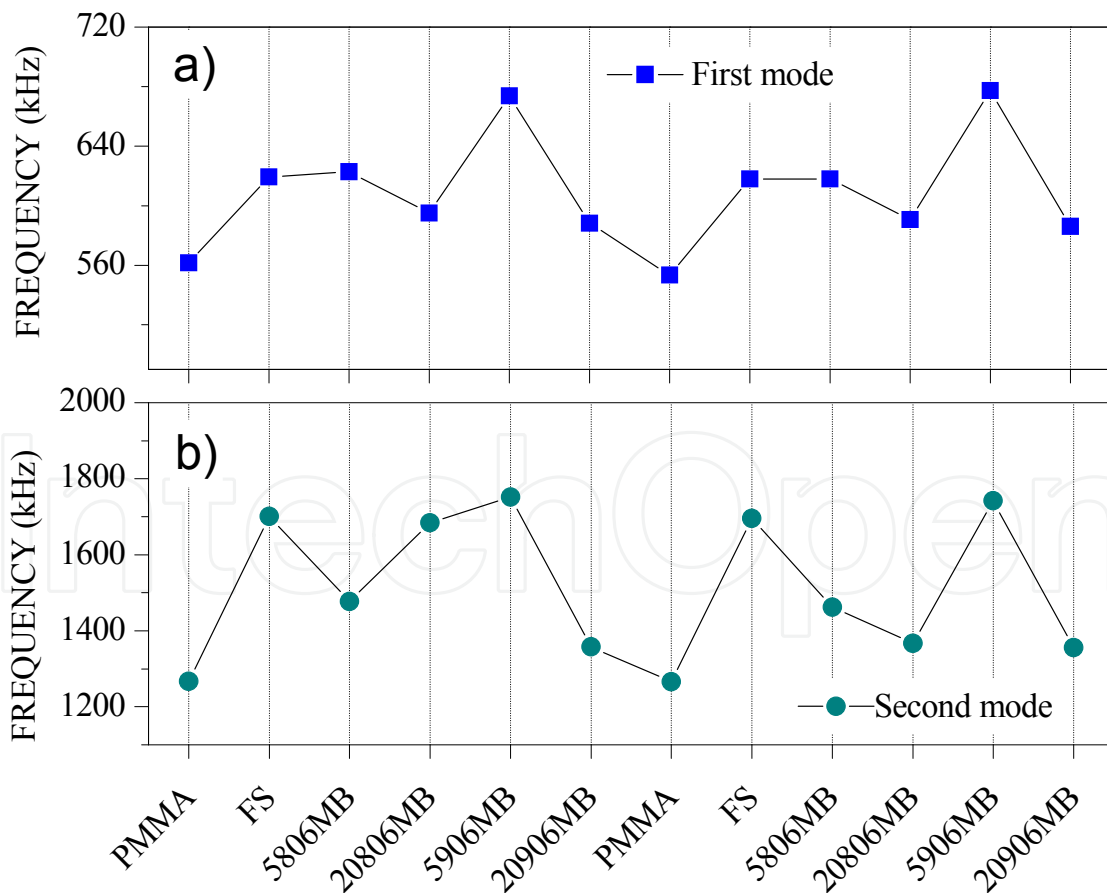 a)
First mode
FREQUENCY (kHz)
720
640
560
b)
Second mode
FREQUENCY (kHz)
2000
1800
1600
1400
1200
IntechOpen
PMMA
FS
5806MB
20806MB
5906MB
20906MB
PMMA
FS
5806MB
20806MB
5906MB
20906MB